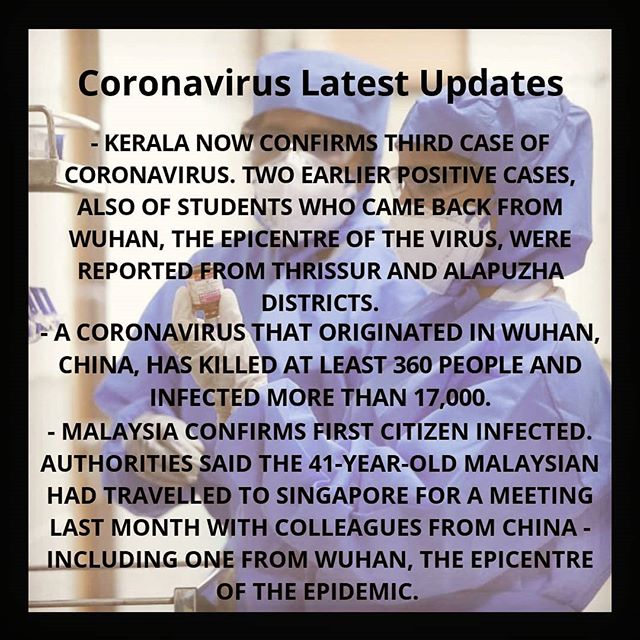 Coronavirus Latest Updates
- KERALA NOW CONFIRMS THIRD CASE OF
CORONAVIRUS. TWO EARLIER POSITIVE CASES,
ALSO OF STUDENTS WHO CAME BACK FROM
WUHAN, THE EPICENTRE OF THE VIRUS, WERE
REPORTED FROM THRISSUR AND ALAPUZHA
DISTRICTS.
- A CORONAVIRUS THAT ORIGINATED IN WUHAN,
CHINA, HAS KILLED AT LEAST 360 PEOPLE AND
INFECTED MORE THAN 17,000.
- MALAYSIA CONFIRMS FIRST CITIZEN INFECTED.
AUTHORITIES SAID THE 41-YEAR-OLD MALAYSIAN
HAD TRAVELLED TO SINGAPORE FOR A MEETING
LAST MONTH WITH COLLEAGUES FROM CHINA -
INCLUDING ONE FROM WUHAN, THE EPICENTRE
OF THE EPIDEMIC.